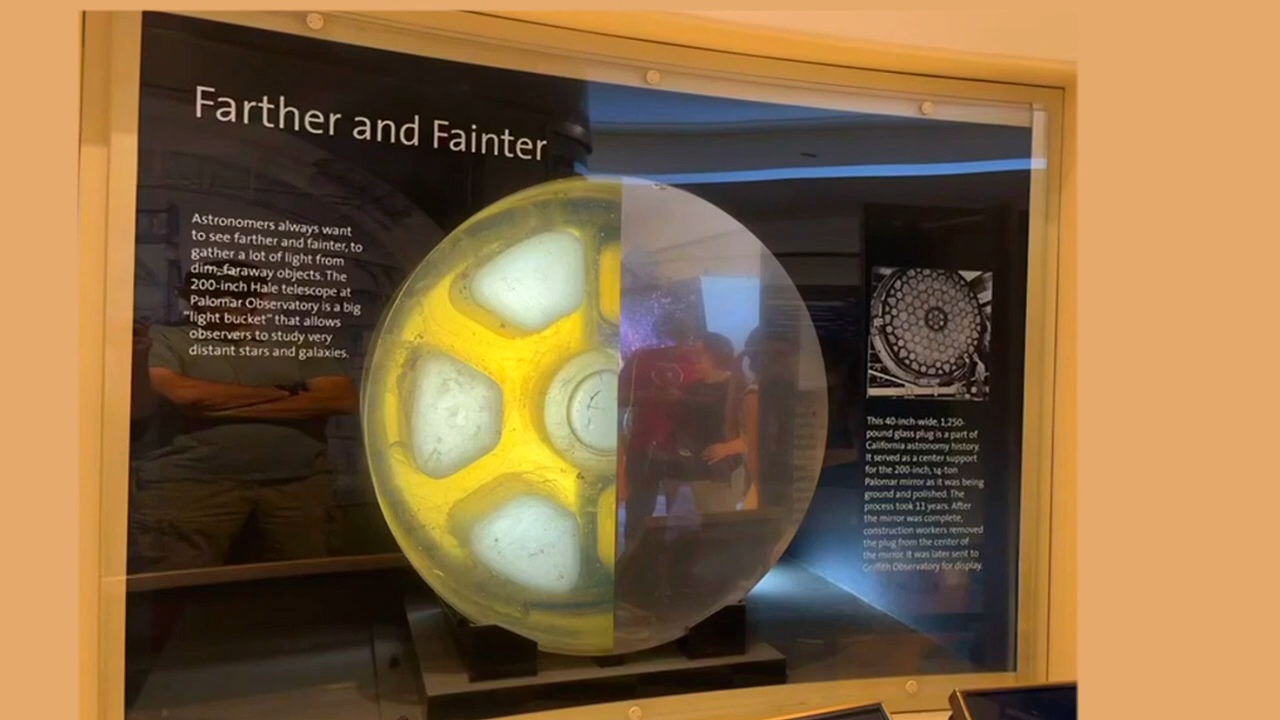 Farther and Fainter
Astronomers always want
to see farther and fainter, to
gather a lot of light from
dim, faraway objects. The
200-inch Hale telescope at
Palomar Observatory is a big
"light bucket" that allows
observers to study very
distant stars and galaxies.
This 40-inch-wide, 1,250-
pound glass plug is a part of
California astronomy history.
It served as a center support
for the 200-inch, 14-ton
Palomar mirror as it was being
ground and polished. The
process took 11 years. After
the mirror was complete,
construction workers removed
the plug from the center of
the mirror. It was later sent to
Griffith Observatory for display.